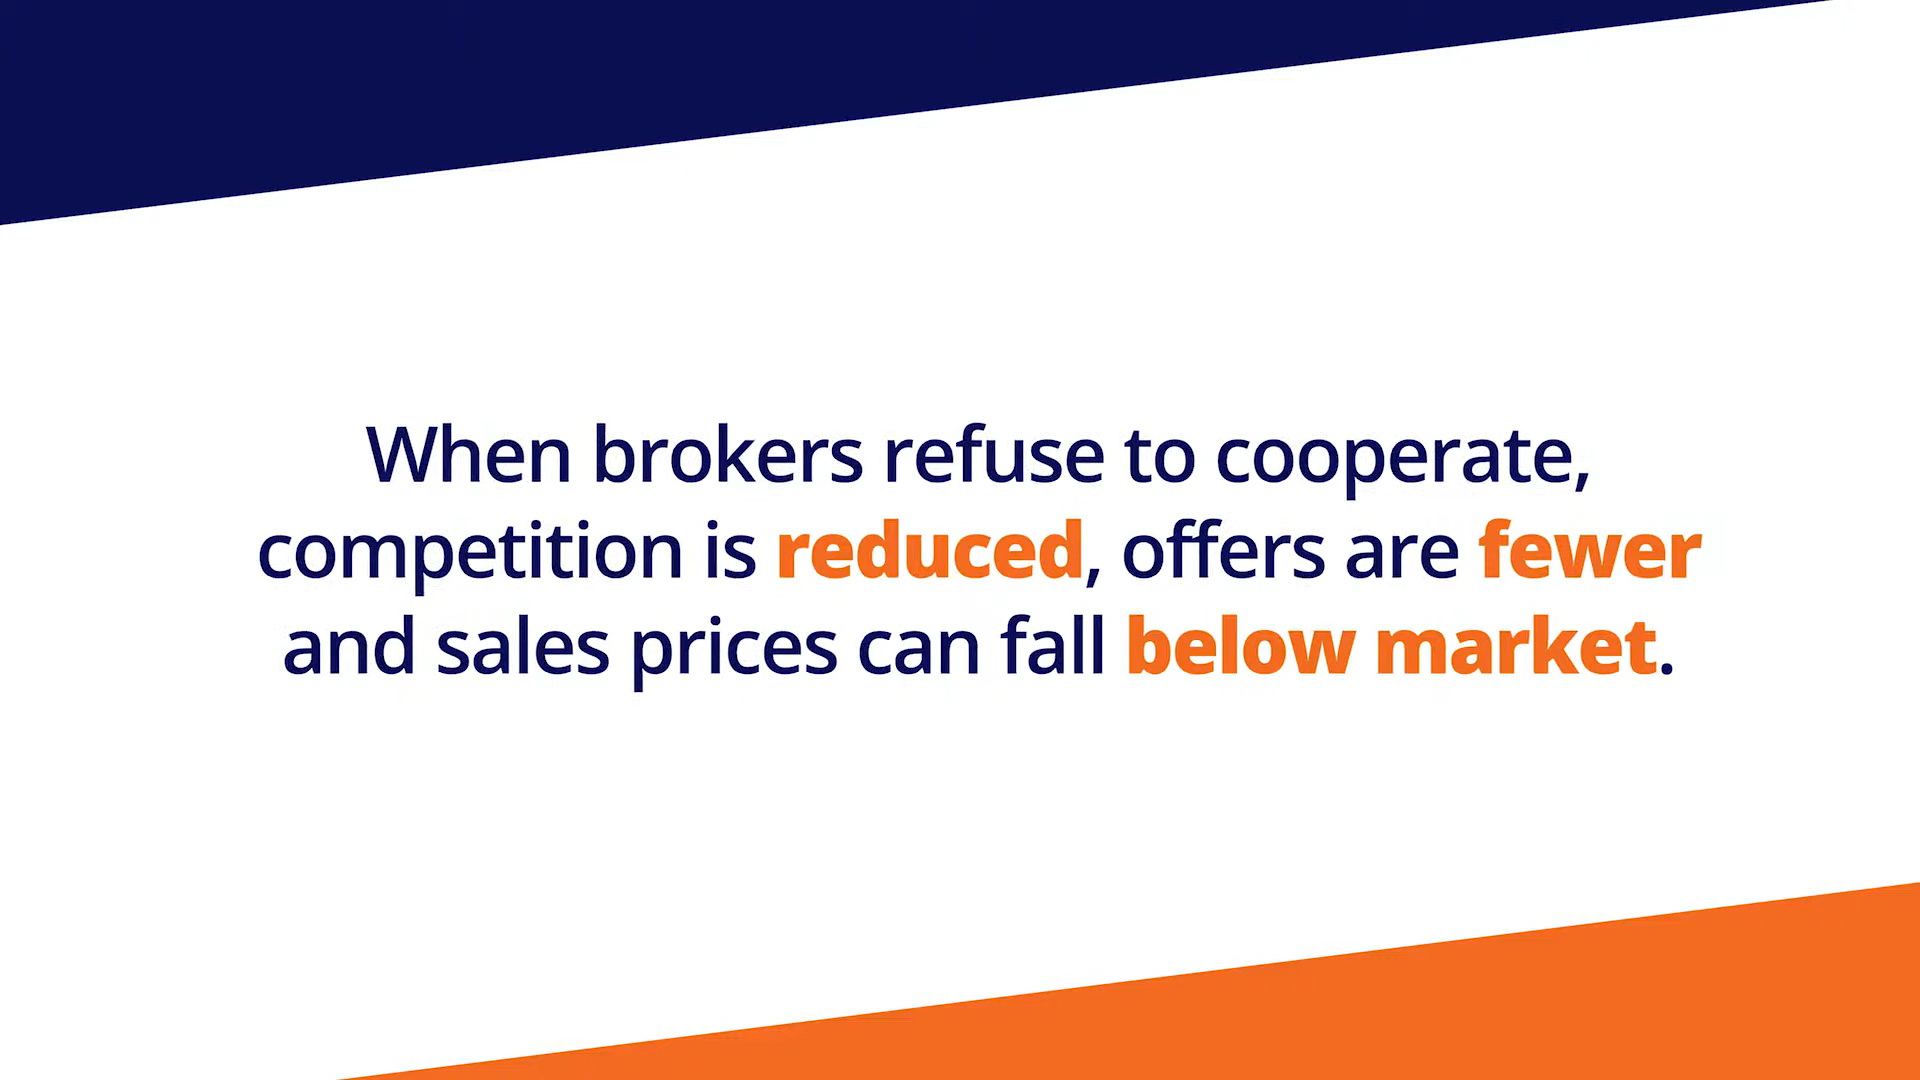 When brokers refuse to cooperate,
competition is reduced, offers are fewer
and sales prices can fall below market.